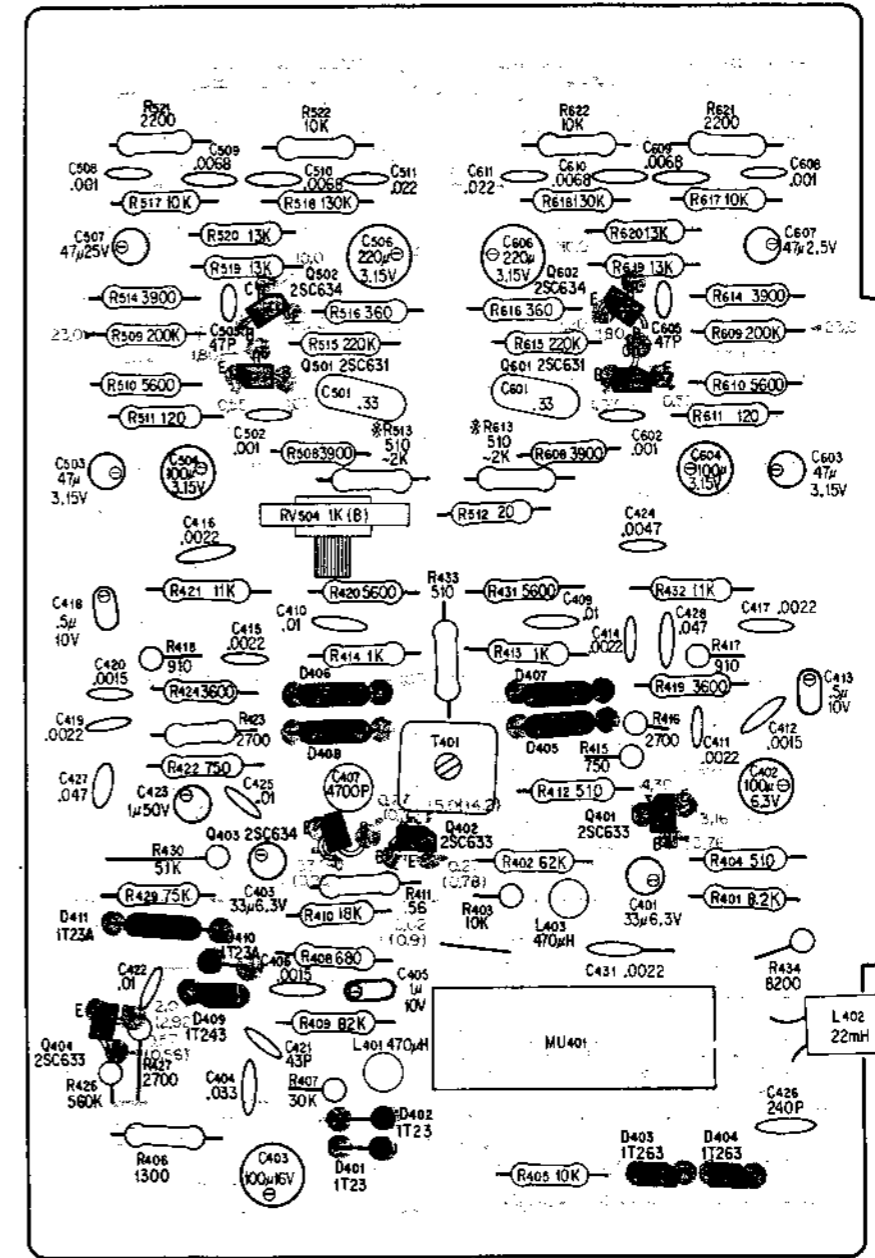 R521
2200
R522
10K
R622
10K
R621
2200
C508
.001
C509
.0068
C510
.0068
C511
.022
C611
.022
C610
.0068
C609
.0068
C608
.001
R517 10K
R518 130K
R618 130K
R617 10K
C507
47μ25V
R520 13K
C506
220μ
3.15V
C606
220μ
3.15V
R620 13K
C607
47μ2.5V
R519 13K
Q502
2SC634
Q602
2SC634
R619 13K
R514 3900
R516 360
R616 360
R614 3900
R509 200K
C505
47P
R515 220K
R615 220K
C605
47P
R609 200K
Q501 2SC631
Q601 2SC631
R510 5600
C501
.33
C601
.33
R610 5600
R511 120
R611 120
C502
.001
※R513
510
~2K
※R613
510
~2K
C602
.001
R508 3900
R608 3900
C503
47μ
3.15V
C504
100μ
3.15V
C604
100μ
3.15V
C603
47μ
3.15V
RV504 1K (B)
R512 20
C416
.0022
C424
.0047
R421 11K
R420 5600
R433
510
R431 5600
R432 11K
C418
.5μ
10V
C410
.01
C409
.01
C414
.0022
C428
.047
C417 .0022
R418
910
C415
.0022
R414 1K
R413 1K
R417
910
C420
.0015
R424 3600
D406
D407
R419 3600
C413
.5μ
10V
C419
.0022
R423
2700
D408
T401
D405
R416
2700
C411
.0022
C412
.0015
R422 750
R415
750
C427
.047
C423
1μ50V
C425
.01
C407
4700P
R412 510
C402
100μ
6.3V
Q401
2SC633
Q403 2SC634
Q402
2SC633
R430
51K
R402 62K
R404 510
C403
33μ6.3V
R429 75K
R411
.56
R403
10K
L403
470μH
C401
33μ6.3V
R401 8.2K
D411
1T23A
R410 18K
D410
1T23A
R408 680
C406
.0015
C405
1μ
10V
C431 .0022
R434
8200
C422
.01
D409
1T243
R409 82K
MU401
L402
22mH
Q404
2SC633
C421
43P
L401 470μH
R426
560K
R427
2700
C404
.033
R407
30K
D402
1T23
C426
240P
R406
1300
C403
100μ16V
D401
1T23
R405 10K
D403
1T263
D404
1T263